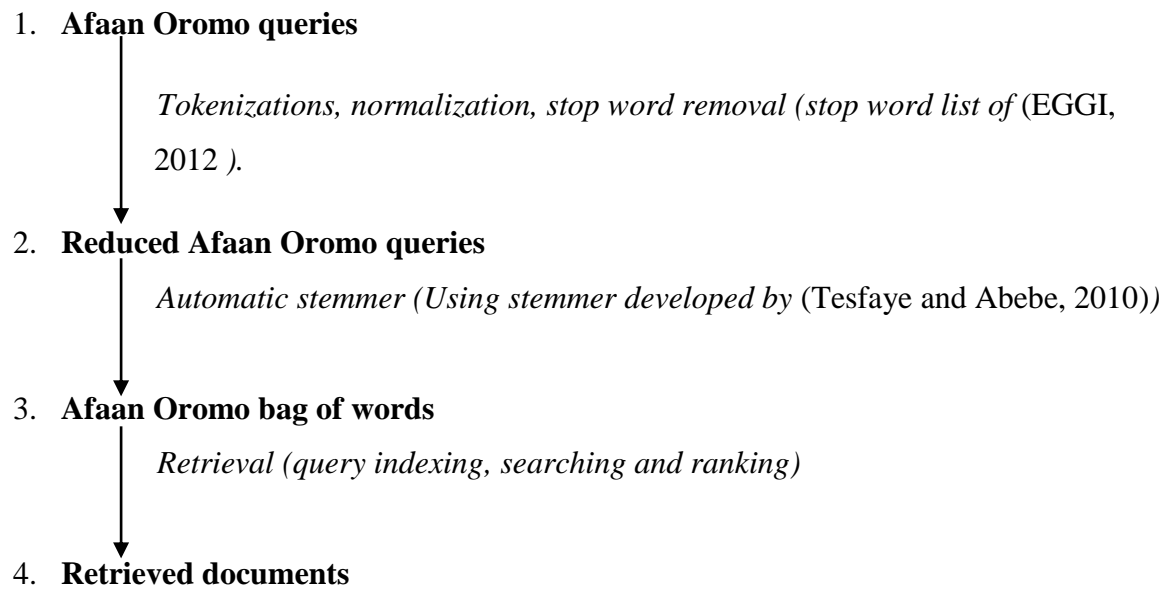 1. Afaan Oromo queries
Tokenizations, normalization, stop word removal (stop word list of (EGGI,
2012 ).
2. Reduced Afaan Oromo queries
Automatic stemmer (Using stemmer developed by (Tesfaye and Abebe, 2010))
3. Afaan Oromo bag of words
Retrieval (query indexing, searching and ranking)
4. Retrieved documents